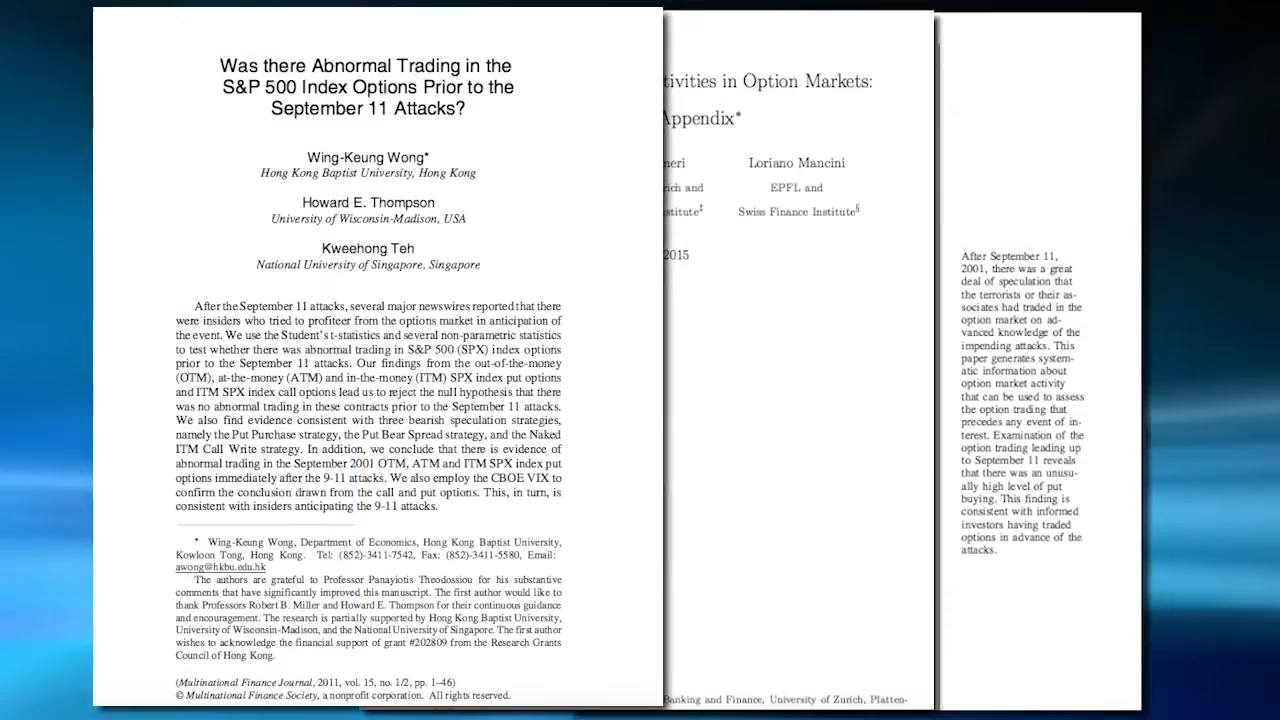 Was there Abnormal Trading in the
S&P 500 Index Options Prior to the
September 11 Attacks?
Wing-Keung Wong*
Hong Kong Baptist University, Hong Kong
Howard E. Thompson
University of Wisconsin-Madison, USA
Kweehong Teh
National University of Singapore, Singapore
After the September 11 attacks, several major newswires reported that there
were insiders who tried to profiteer from the options market in anticipation of
the event. We use the Student's t-statistics and several non-parametric statistics
to test whether there was abnormal trading in S&P 500 (SPX) index options
prior to the September 11 attacks. Our findings from the out-of-the-money
(OTM), at-the-money (ATM) and in-the-money (ITM) SPX index put options
and ITM SPX index call options lead us to reject the null hypothesis that there
was no abnormal trading in these contracts prior to the September 11 attacks.
We also find evidence consistent with three bearish speculation strategies,
namely the Put Purchase strategy, the Put Bear Spread strategy, and the Naked
ITM Call Write strategy. In addition, we conclude that there is evidence of
abnormal trading in the September 2001 OTM, ATM and ITM SPX index put
options immediately after the 9-11 attacks. We also employ the CBOE VIX to
confirm the conclusion drawn from the call and put options. This, in turn, is
consistent with insiders anticipating the 9-11 attacks.
* Wing-Keung Wong, Department of Economics, Hong Kong Baptist University,
Kowloon Tong, Hong Kong. Tel: (852)-3411-7542, Fax: (852)-3411-5580, Email:
awong@hkbu.edu.hk
The authors are grateful to Professor Panayiotis Theodossiou for his substantive
comments that have significantly improved this manuscript. The first author would like to
thank Professors Robert B. Miller and Howard E. Thompson for their continuous guidance
and encouragement. The research is partially supported by Hong Kong Baptist University,
University of Wisconsin-Madison, and the National University of Singapore. The first author
wishes to acknowledge the financial support of grant #202809 from the Research Grants
Council of Hong Kong.
(Multinational Finance Journal, 2011, vol. 15, no. 1/2, pp. 1–46)
© Multinational Finance Society, a nonprofit corporation. All rights reserved.
tivities in Option Markets:
Appendix*
neri
Loriano Mancini
rich and
EPFL and
stitute‡
Swiss Finance Institute§
2015
Banking and Finance, University of Zurich, Platten-
After September 11,
2001, there was a great
deal of speculation that
the terrorists or their as-
sociates had traded in the
option market on ad-
vanced knowledge of the
impending attacks. This
paper generates system-
atic information about
option market activity
that can be used to assess
the option trading that
precedes any event of in-
terest. Examination of the
option trading leading up
to September 11 reveals
that there was an unusu-
ally high level of put
buying. This finding is
consistent with informed
investors having traded
options in advance of the
attacks.